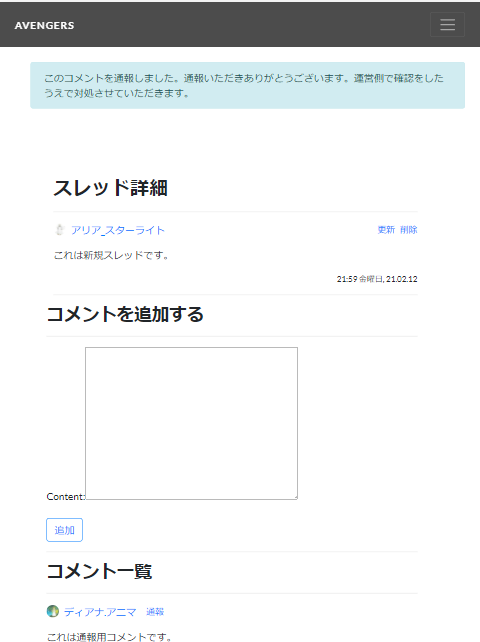 AVENGERS
このコメントを通報しました。通報いただきありがとうございます。運営側で確認をした
うえで対処させていただきます。
スレッド詳細
アリア_スターライト 更新 削除
これは新規スレッドです。
21:59 金曜日, 21.02.12
コメントを追加する
Content:
追加
コメント一覧
ディアナ.アニマ 通報
これは通報用コメントです。